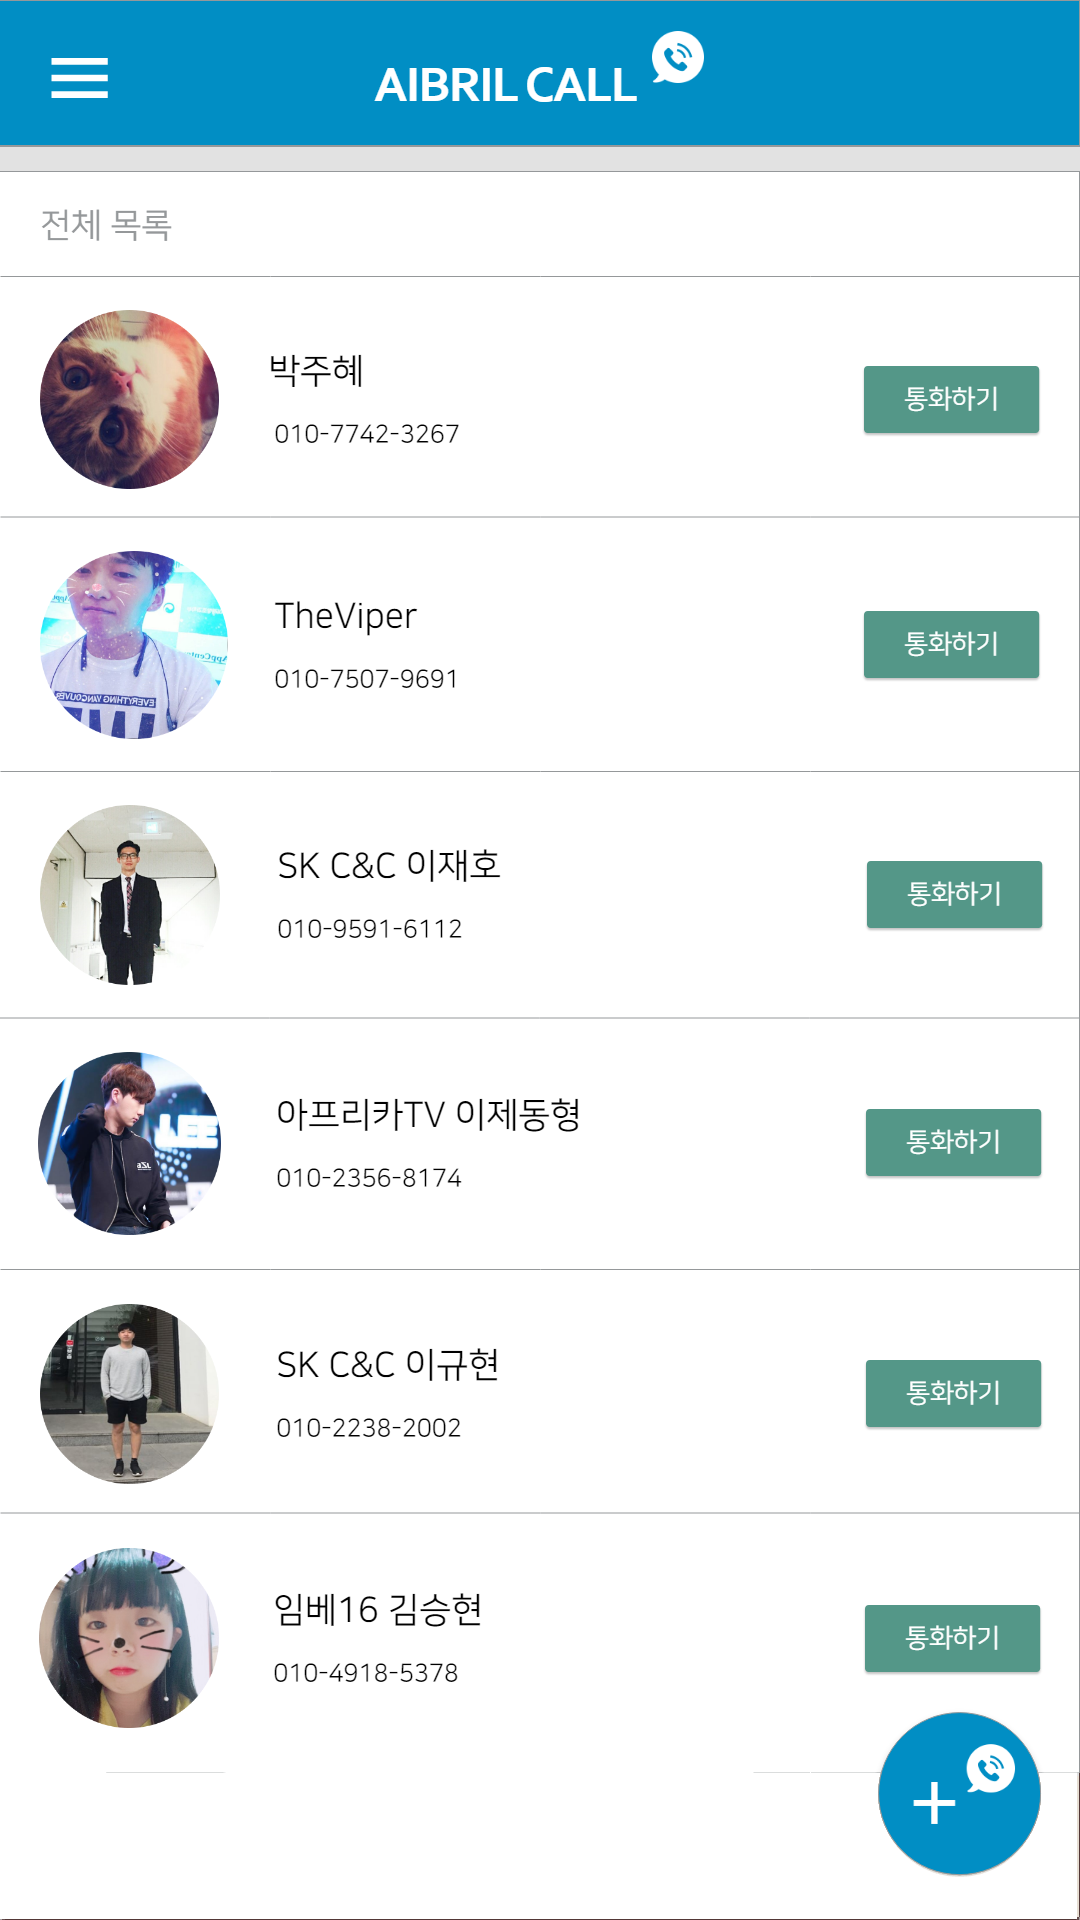 AIBRIL CALL
전체 목록
박주혜
010-7742-3267
통화하기
TheViper
010-7507-9691
통화하기
EVERYTHING VANCOUVER
SK C&C 이재호
010-9591-6112
통화하기
아프리카TV 이제동형
010-2356-8174
통화하기
LEE
SK C&C 이규현
010-2238-2002
통화하기
임베16 김승현
010-4918-5378
통화하기
+